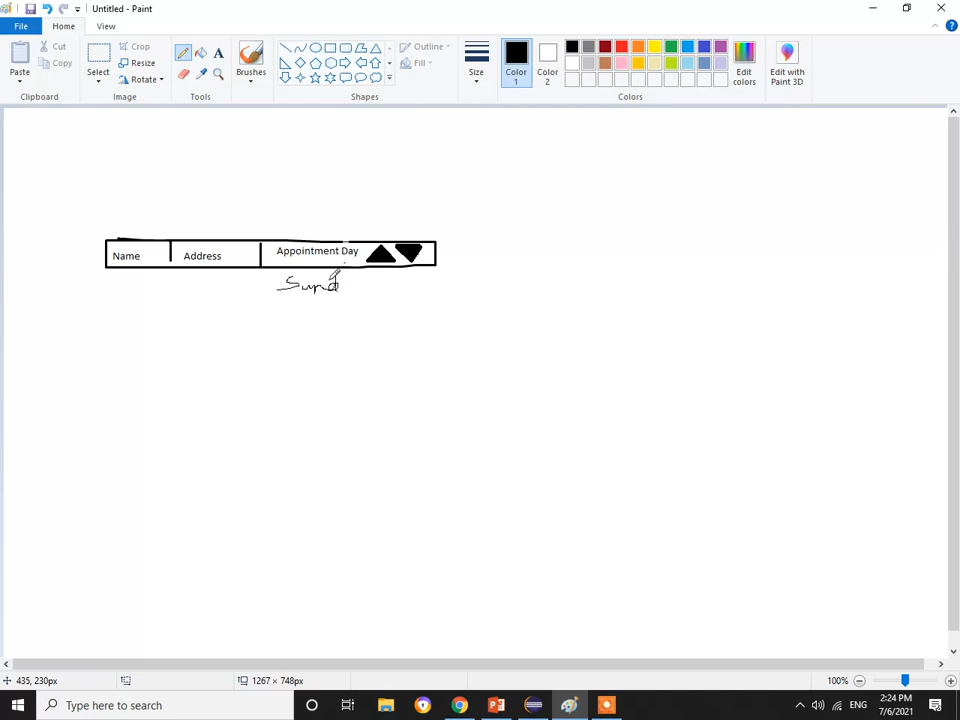 Untitled - Paint
File Home View
Paste
Cut
Copy
Clipboard
Select
Crop
Resize
Rotate
Image
Tools
A
Brushes
Shapes
Outline
Fill
Size
Color 1
Color 2
Colors
Edit colors
Edit with Paint 3D
Name Address Appointment Day
Sund
435, 230px
1267 × 748px
100%
Type here to search
ENG
2:24 PM
7/6/2021